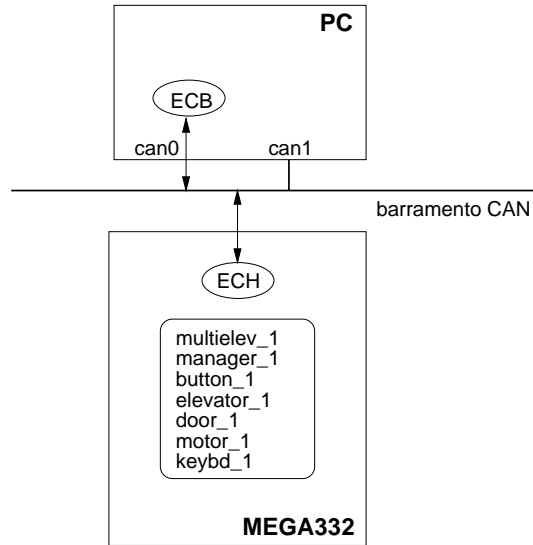 PC
ECB
can0
can1
barramento CAN
ECH
multielev_1
manager_1
button_1
elevator_1
door_1
motor_1
keybd_1
MEGA332